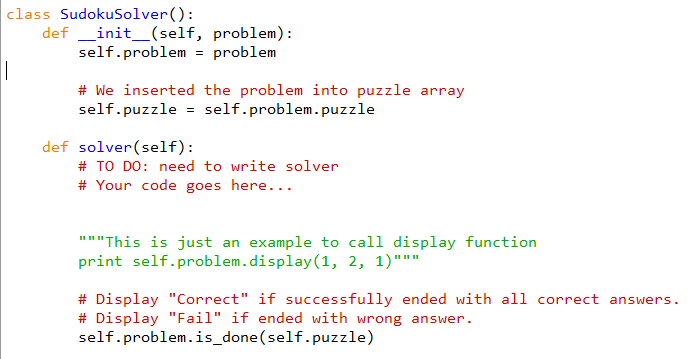 class SudokuSolver():
    def __init__(self, problem):
        self.problem = problem

        # We inserted the problem into puzzle array
        self.puzzle = self.problem.puzzle

    def solver(self):
        # TO DO: need to write solver
        # Your code goes here...


        """This is just an example to call display function
        print self.problem.display(1, 2, 1)"""

        # Display "Correct" if successfully ended with all correct answers.
        # Display "Fail" if ended with wrong answer.
        self.problem.is_done(self.puzzle)